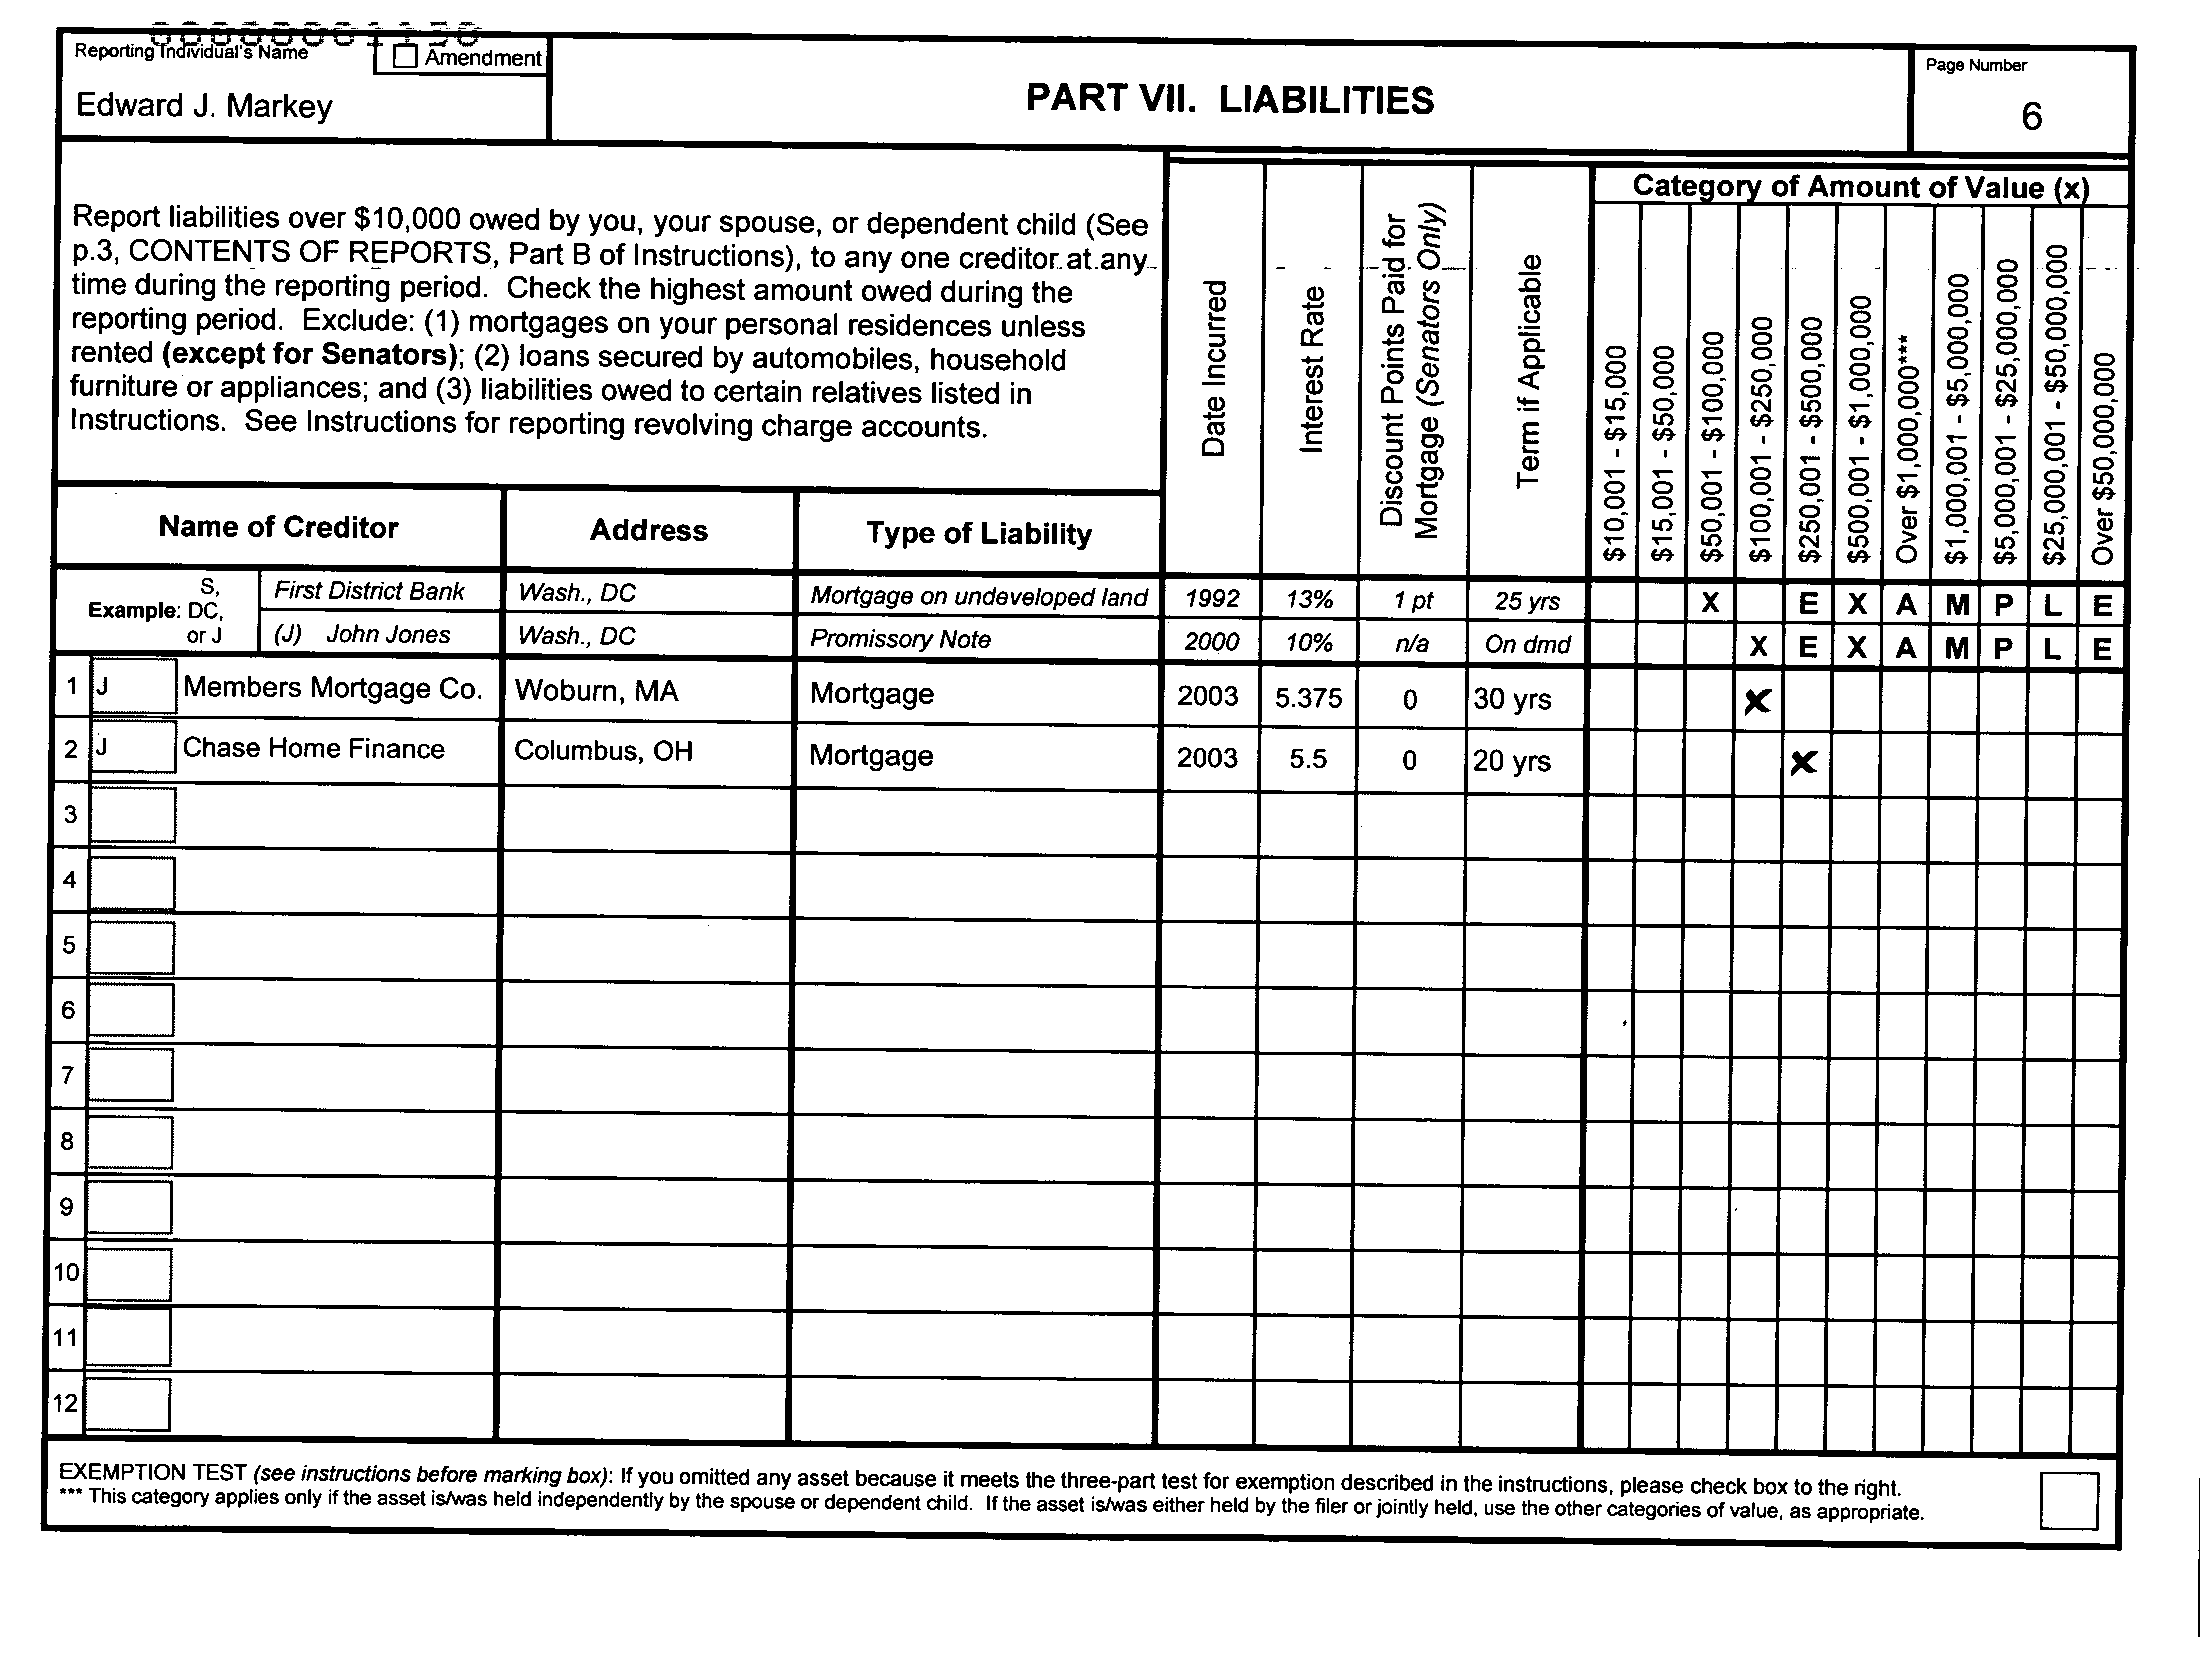 Reporting Individual's Name
Amendment
Edward J. Markey
PART VII. LIABILITIES
Page Number
6
Report liabilities over $10,000 owed by you, your spouse, or dependent child (See
p.3, CONTENTS OF REPORTS, Part B of Instructions), to any one creditor at any
time during the reporting period. Check the highest amount owed during the
reporting period. Exclude: (1) mortgages on your personal residences unless
rented (except for Senators); (2) loans secured by automobiles, household
furniture or appliances; and (3) liabilities owed to certain relatives listed in
Instructions. See Instructions for reporting revolving charge accounts.
Date Incurred
Interest Rate
Discount Points Paid for
Mortgage (Senators Only)
Term if Applicable
Category of Amount of Value (x)
$10,001 - $15,000
$15,001 - $50,000
$50,001 - $100,000
$100,001 - $250,000
$250,001 - $500,000
$500,001 - $1,000,000
Over $1,000,000***
$1,000,001 - $5,000,000
$5,000,001 - $25,000,000
$25,000,001 - $50,000,000
Over $50,000,000
Name of Creditor Address Type of Liability
Example: S, DC, or J
First District Bank Wash., DC Mortgage on undeveloped land 1992 13% 1 pt 25 yrs X E X A M P L E
(J) John Jones Wash., DC Promissory Note 2000 10% n/a On dmd X E X A M P L E
1 J Members Mortgage Co. Woburn, MA Mortgage 2003 5.375 0 30 yrs X
2 J Chase Home Finance Columbus, OH Mortgage 2003 5.5 0 20 yrs X
3
4
5
6
7
8
9
10
11
12
EXEMPTION TEST (see instructions before marking box): If you omitted any asset because it meets the three-part test for exemption described in the instructions, please check box to the right.
*** This category applies only if the asset is/was held independently by the spouse or dependent child. If the asset is/was either held by the filer or jointly held, use the other categories of value, as appropriate.